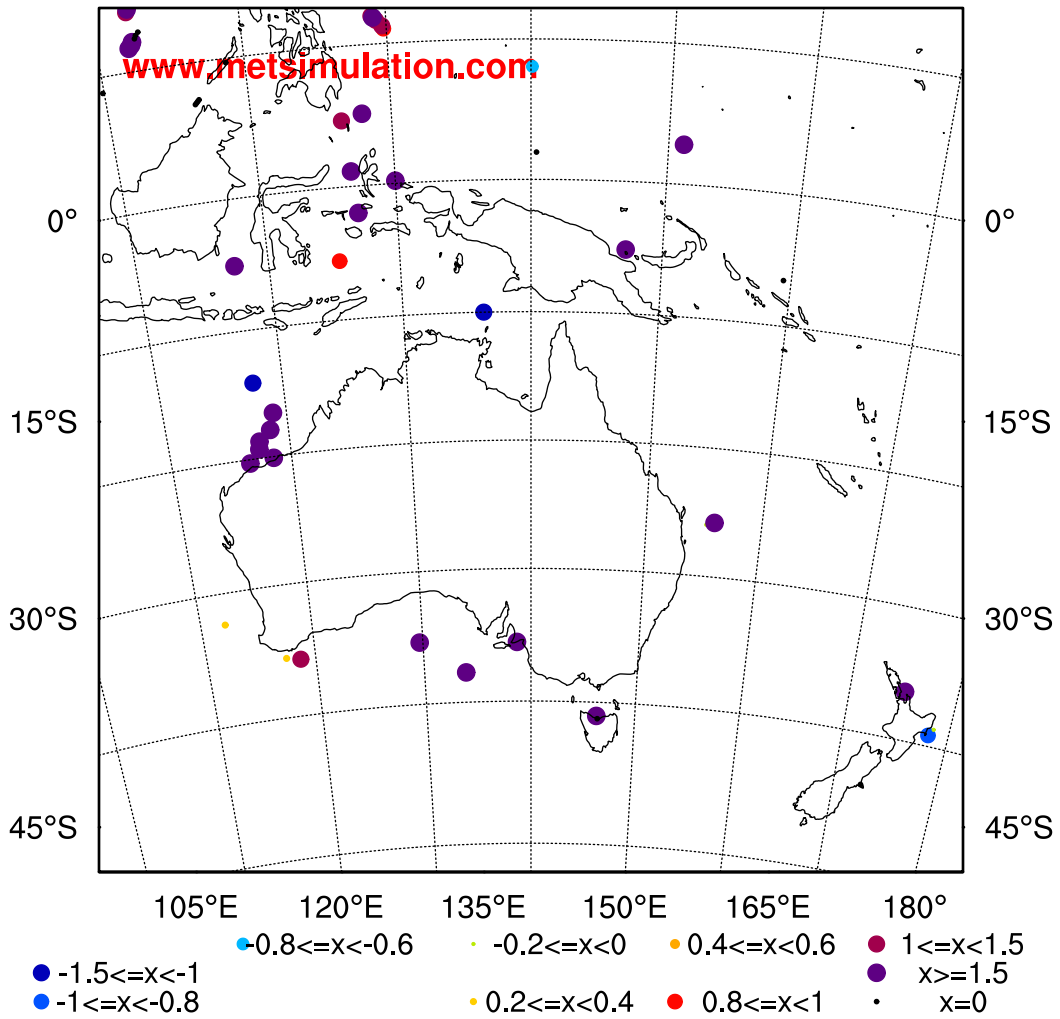 www.metsimulation.com
0° 0°
15°S 15°S
30°S 30°S
45°S 45°S
105°E 120°E 135°E 150°E 165°E 180°
-0.8<=x<-0.6 -0.2<=x<0 0.4<=x<0.6 1<=x<1.5
-1.5<=x<-1 x>=1.5
-1<=x<-0.8 0.2<=x<0.4 0.8<=x<1 x=0